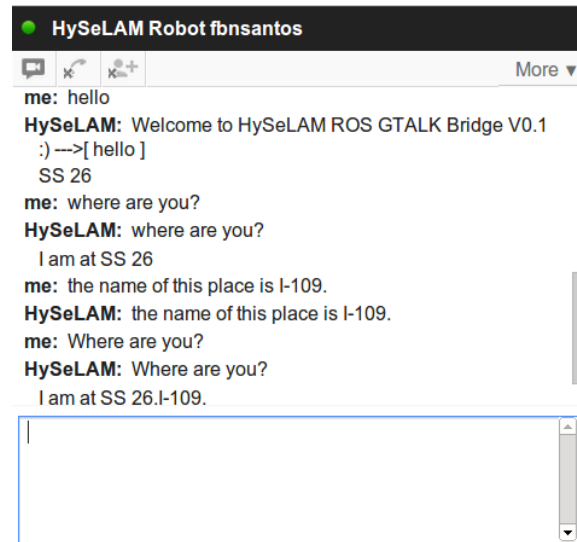 HySeLAM Robot fbnsantos
More ▼
me: hello
HySeLAM: Welcome to HySeLAM ROS GTALK Bridge V0.1
:) --->[ hello ]
SS 26
me: where are you?
HySeLAM: where are you?
I am at SS 26
me: the name of this place is I-109.
HySeLAM: the name of this place is I-109.
me: Where are you?
HySeLAM: Where are you?
I am at SS 26.I-109.